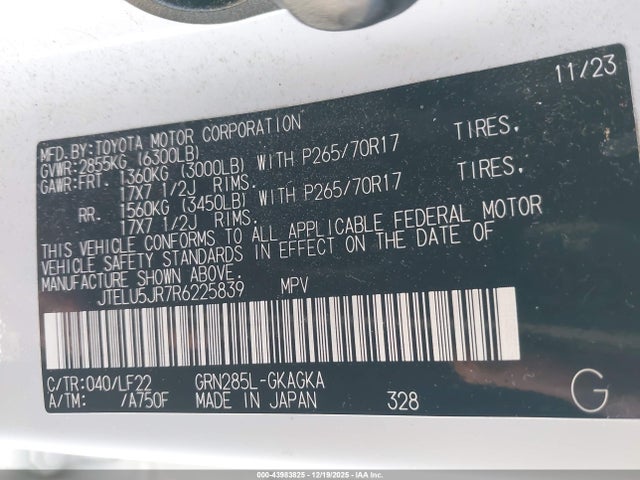 11/23
MFD.BY:TOYOTA MOTOR CORPORATION
GVWR:2855KG (6300LB)
GAWR:FRT. 1360KG (3000LB) WITH P265/70R17 TIRES,
17X7 1/2J RIMS.
RR. 1560KG (3450LB) WITH P265/70R17 TIRES,
17X7 1/2J RIMS.
THIS VEHICLE CONFORMS TO ALL APPLICABLE FEDERAL MOTOR
VEHICLE SAFETY STANDARDS IN EFFECT ON THE DATE OF
MANUFACTURE SHOWN ABOVE.
JTELU5JR7R6225839 MPV
C/TR:040/LF22 GRN285L-GKAGKA
A/TM: /A750F MADE IN JAPAN 328 G
000-43983825 - 12/19/2025 - IAA Inc.